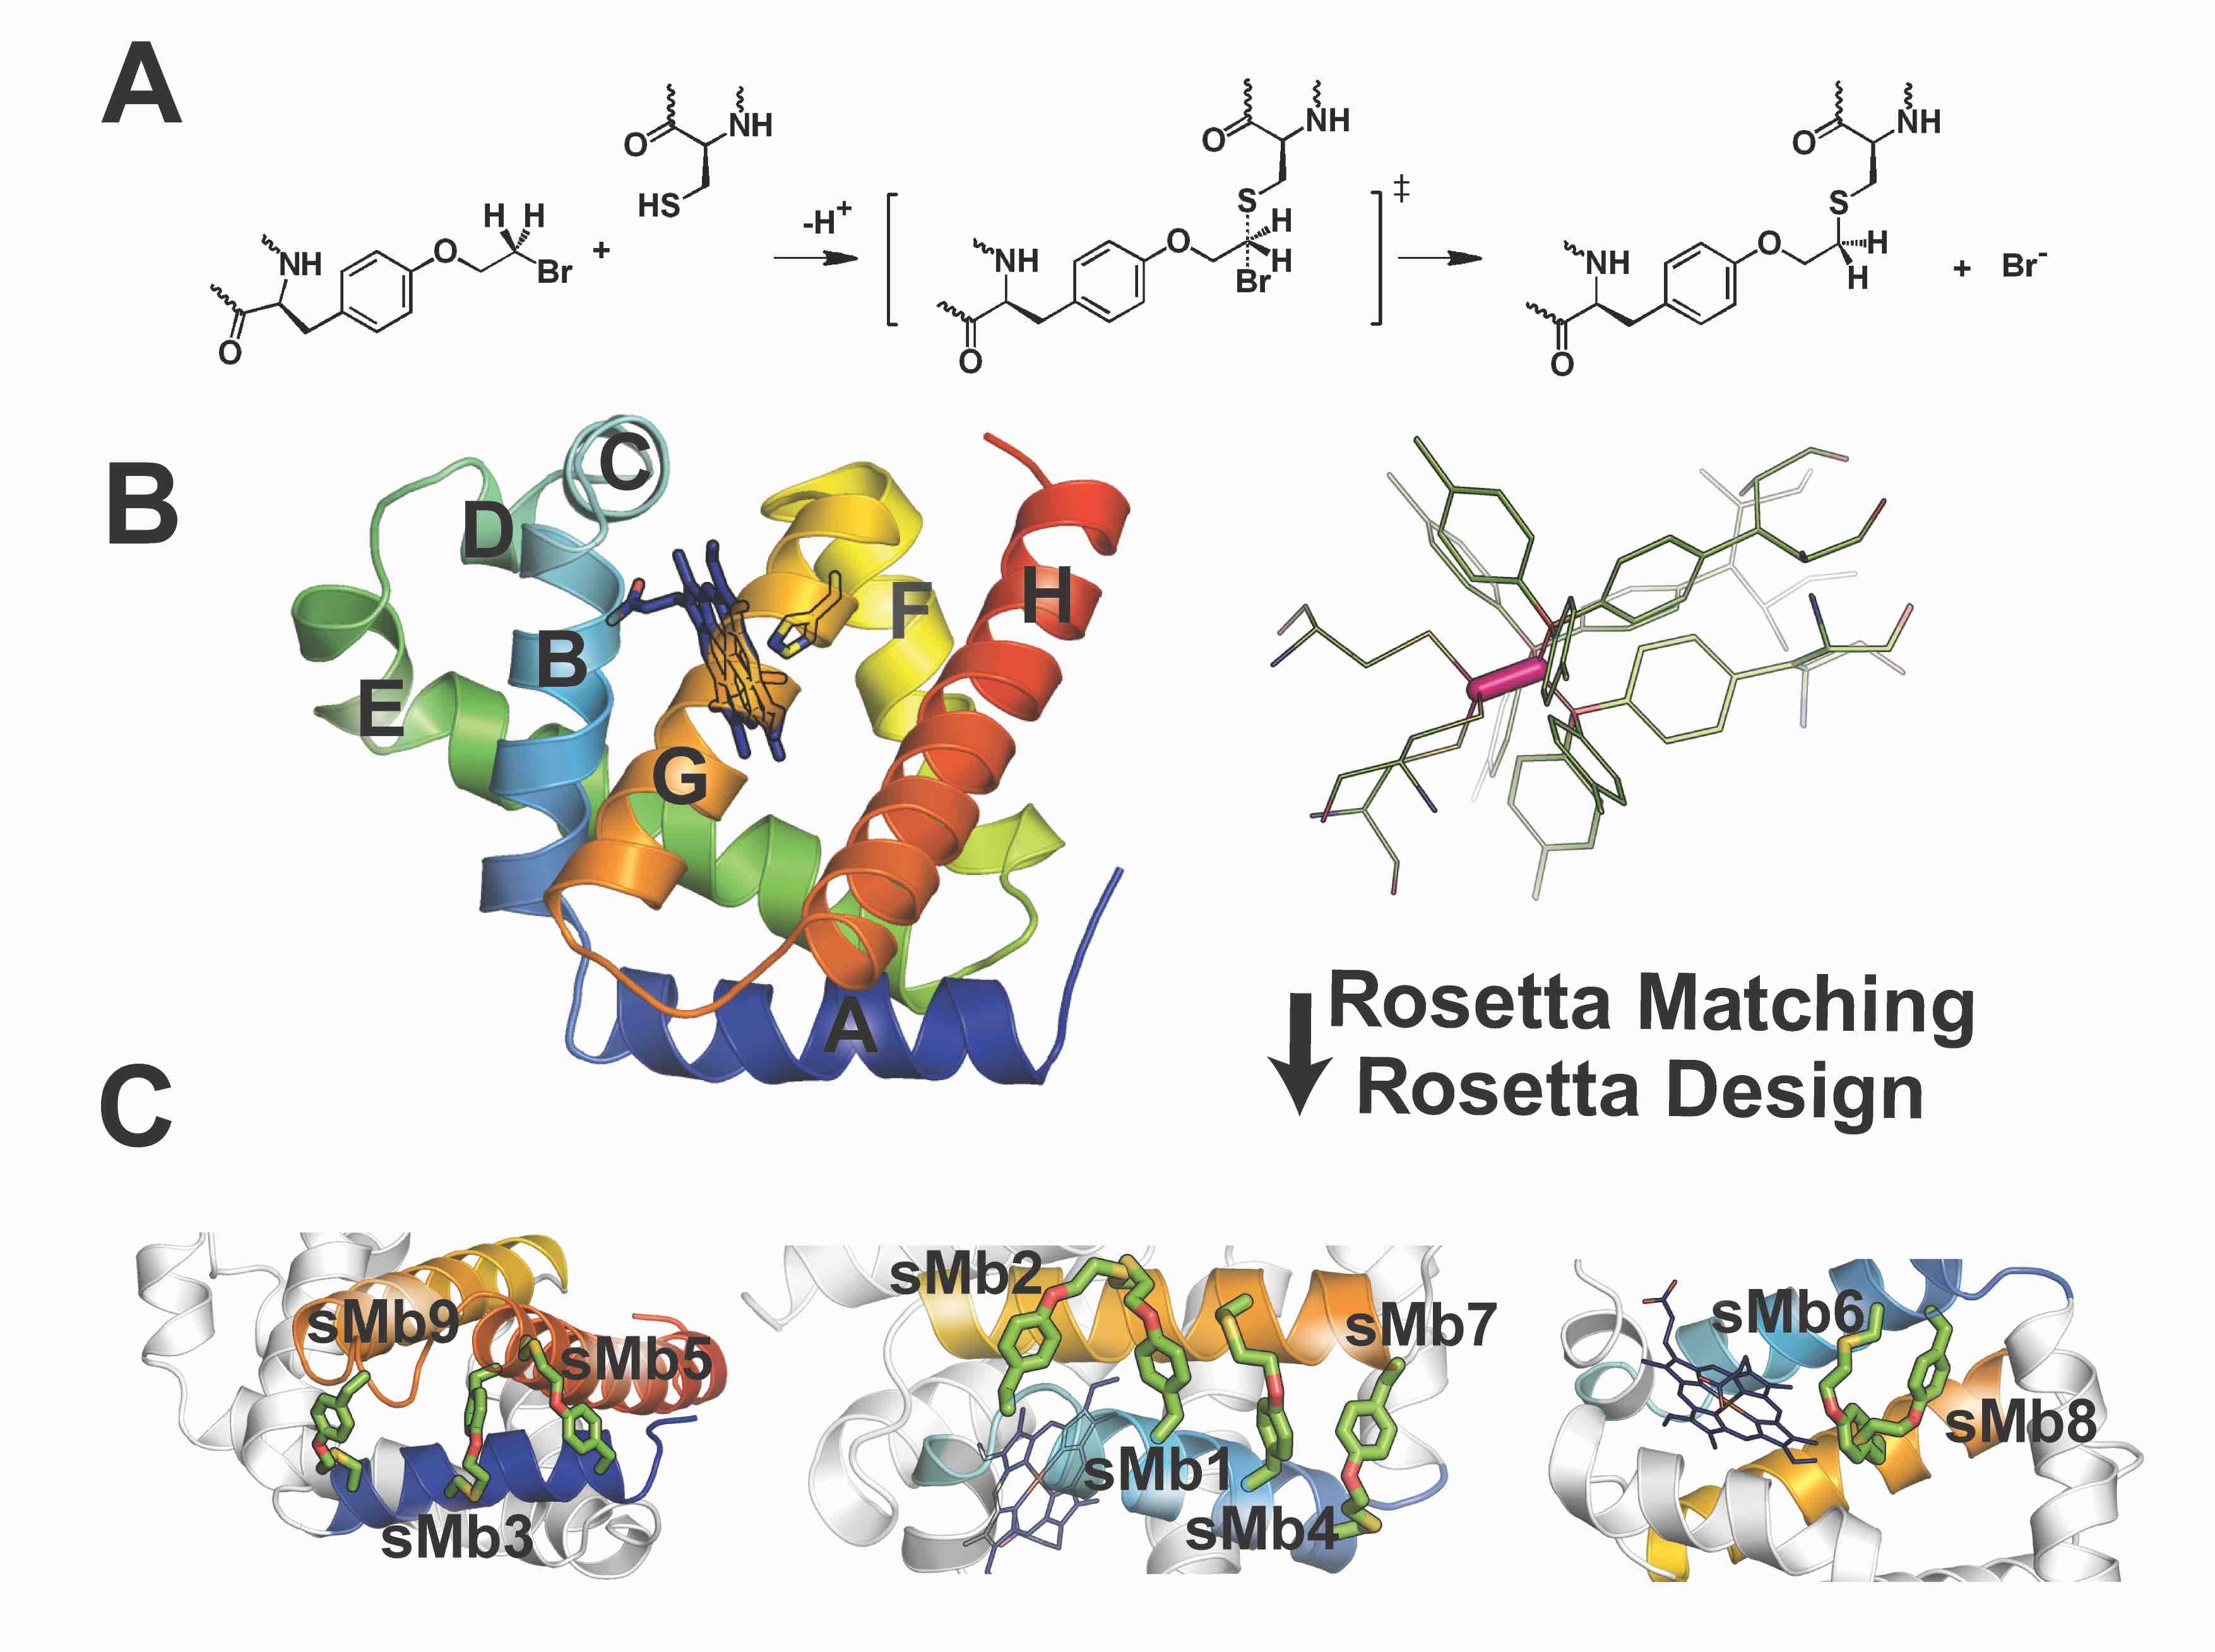 A
H H
O
Br
NH
O
+
O
NH
HS
-H+
O
NH
S
H
H
Br
O
NH
O
‡
O
NH
S
H
H
O
NH
O
+ Br-
B
C
D
B
E
F
H
G
A
Rosetta Matching
Rosetta Design
C
sMb9
sMb5
sMb3
sMb2
sMb7
sMb1
sMb4
sMb6
sMb8